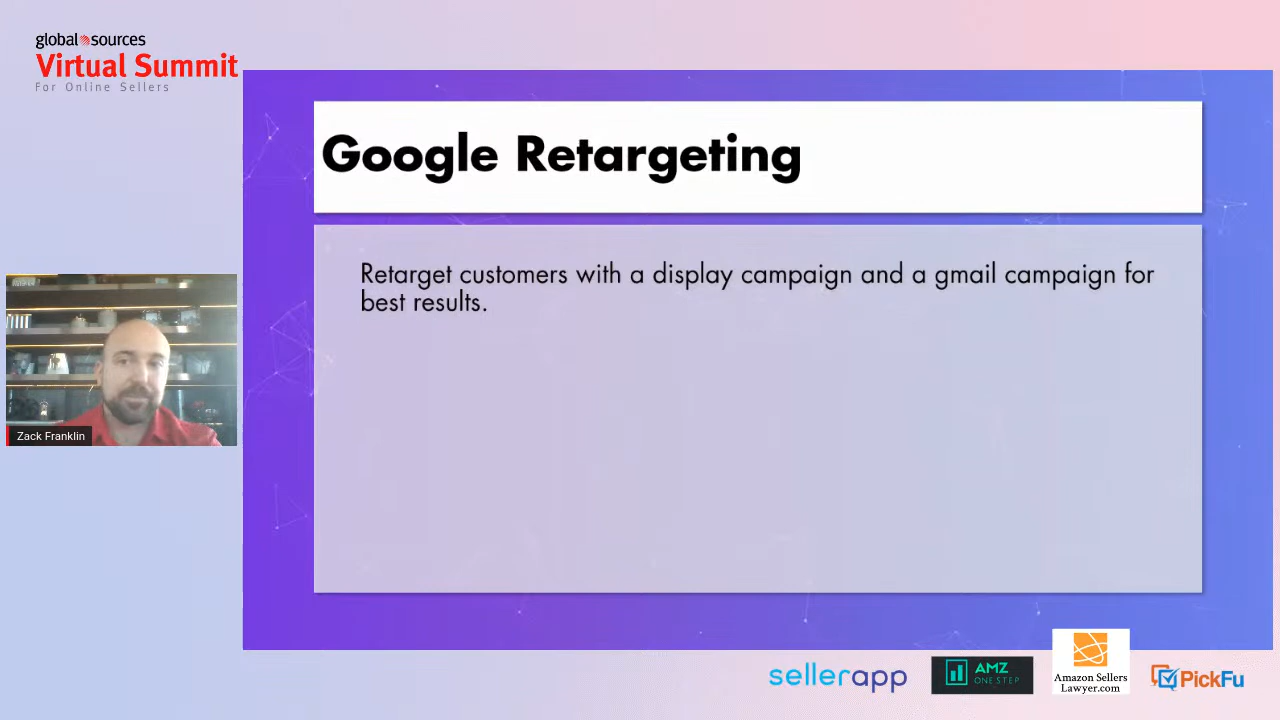 global sources
Virtual Summit
For Online Sellers
Google Retargeting
Retarget customers with a display campaign and a gmail campaign for
best results.
Zack Franklin
sellerapp
AMZ
ONE STEP
Amazon Sellers
Lawyer.com
PickFu